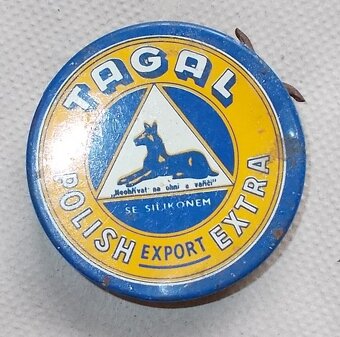 TAGAL
"Neohřívat na ohni a vařiči"
SE SILIKONEM
POLISH EXPORT EXTRA